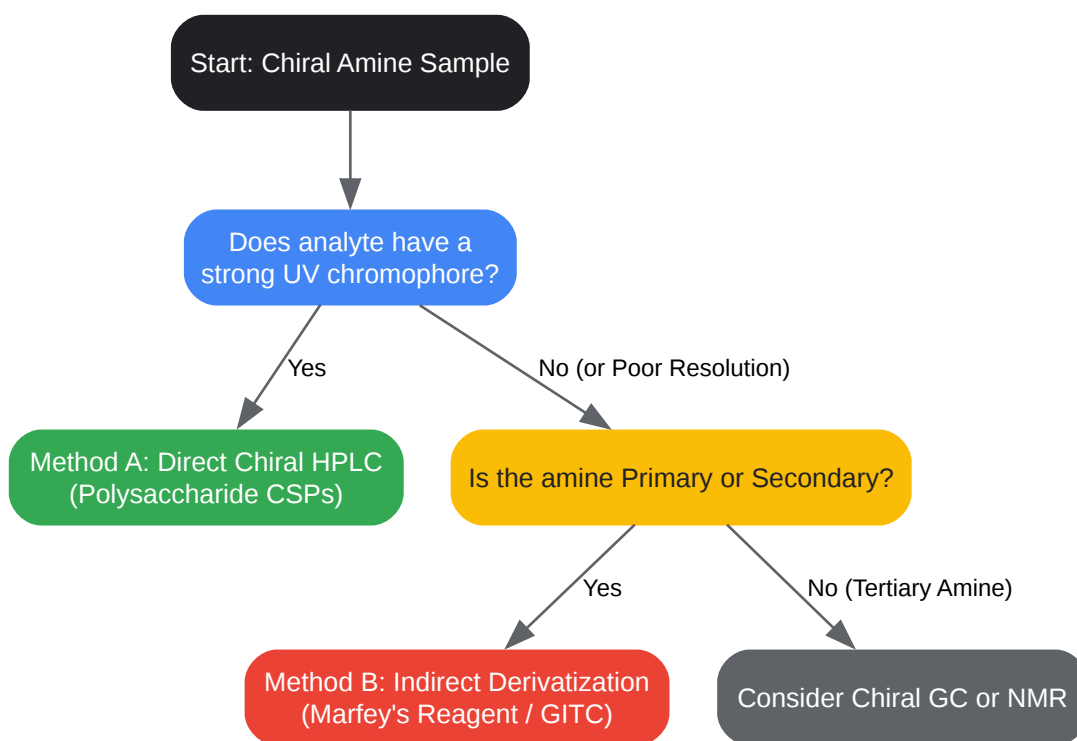 Start: Chiral Amine Sample
Does analyte have a
strong UV chromophore?
Yes
No (or Poor Resolution)
Method A: Direct Chiral HPLC
(Polysaccharide CSPs)
Is the amine Primary or Secondary?
Yes
No (Tertiary Amine)
Method B: Indirect Derivatization
(Marfey's Reagent / GITC)
Consider Chiral GC or NMR